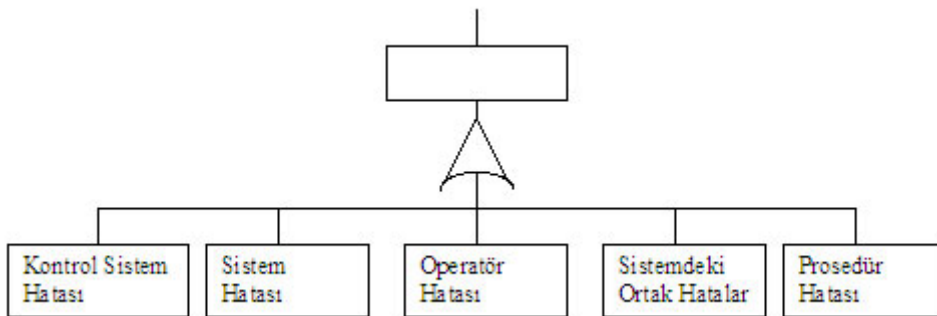 Kontrol Sistem
Hatası
Sistem
Hatası
Operatör
Hatası
Sistemdeki
Ortak Hatalar
Prosedür
Hatası